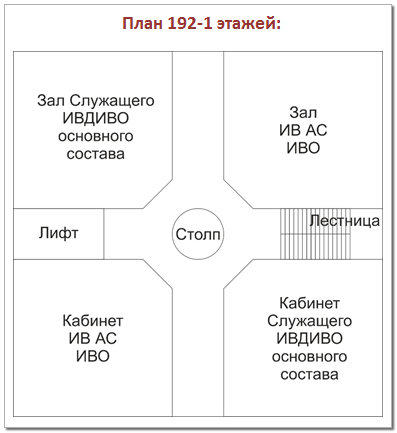 План 192-1 этажей:
Зал Служащего
ИВДИВО
основного
состава
Зал
ИВ АС
ИВО
Лифт
Столп
Лестница
Кабинет
ИВ АС
ИВО
Кабинет
Служащего
ИВДИВО
основного
состава